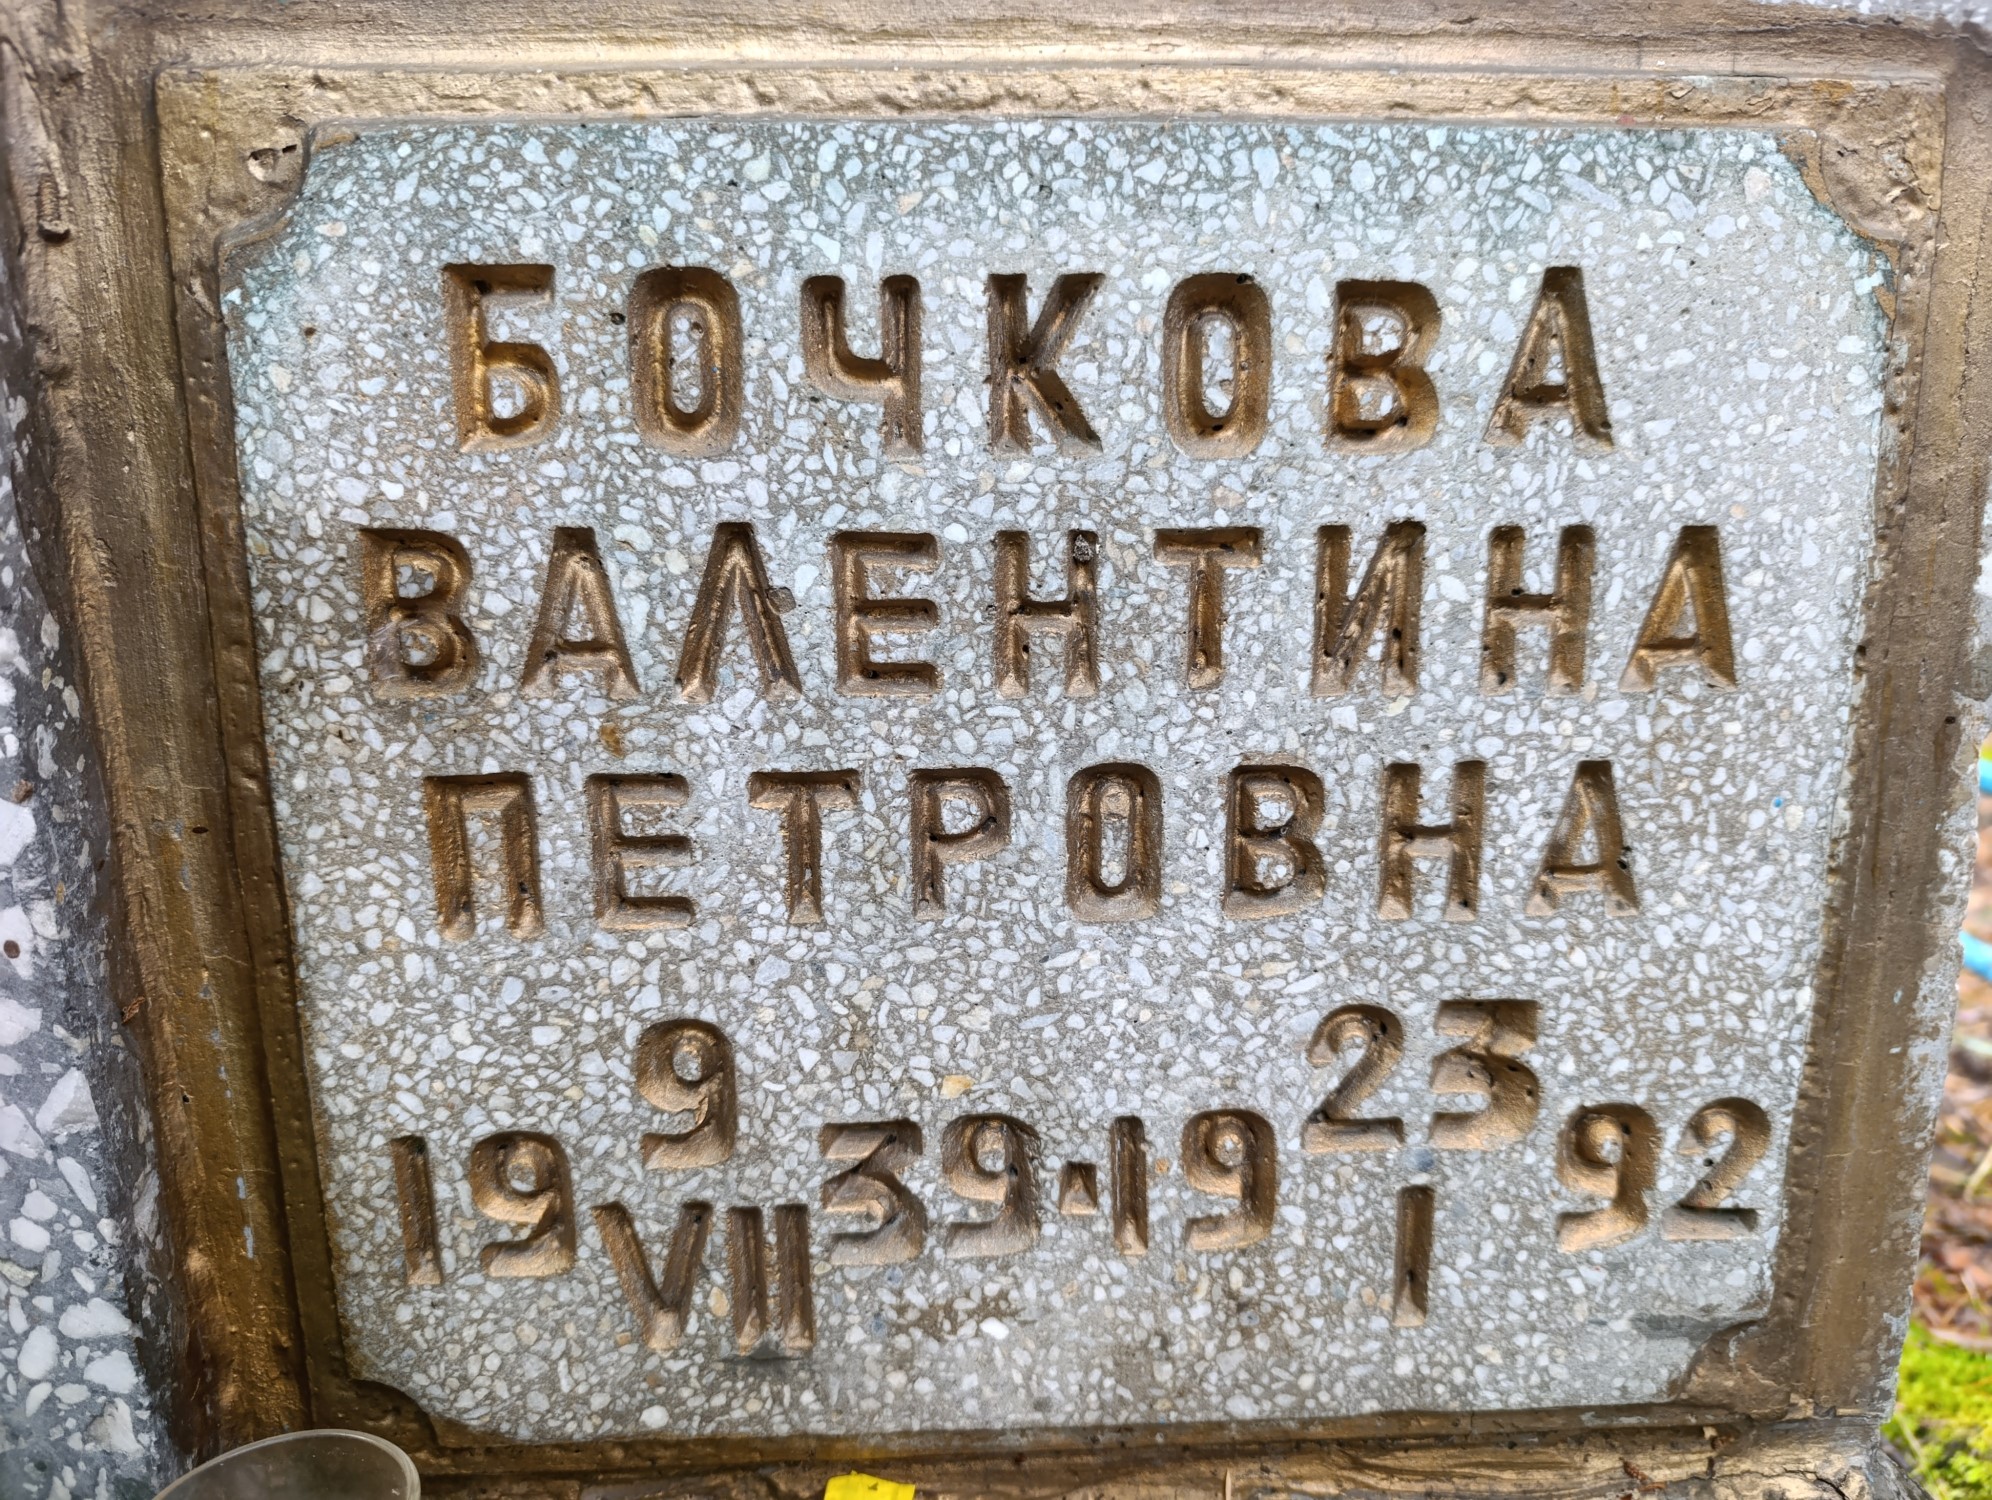 БОЧКОВА
ВАЛЕНТИНА
ПЕТРОВНА
19 9 VII 39-19 23 I 92